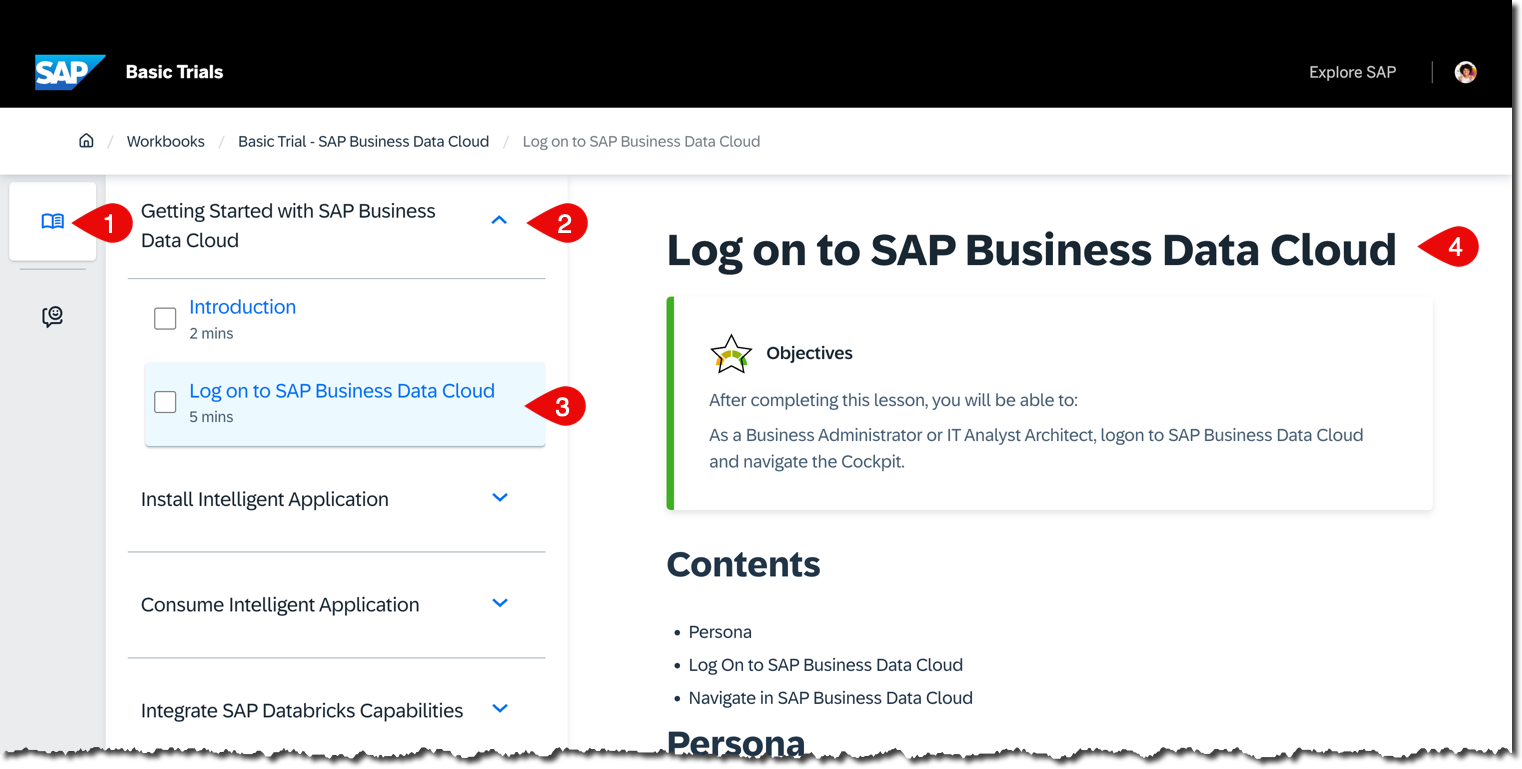 SAP Basic Trials
Explore SAP
/ Workbooks / Basic Trial - SAP Business Data Cloud / Log on to SAP Business Data Cloud
1
Getting Started with SAP Business
Data Cloud
2
Introduction
2 mins
Log on to SAP Business Data Cloud
5 mins
3
Install Intelligent Application
Consume Intelligent Application
Integrate SAP Databricks Capabilities
Log on to SAP Business Data Cloud
4
Objectives
After completing this lesson, you will be able to:
As a Business Administrator or IT Analyst Architect, logon to SAP Business Data Cloud
and navigate the Cockpit.
Contents
• Persona
• Log On to SAP Business Data Cloud
• Navigate in SAP Business Data Cloud
Persona